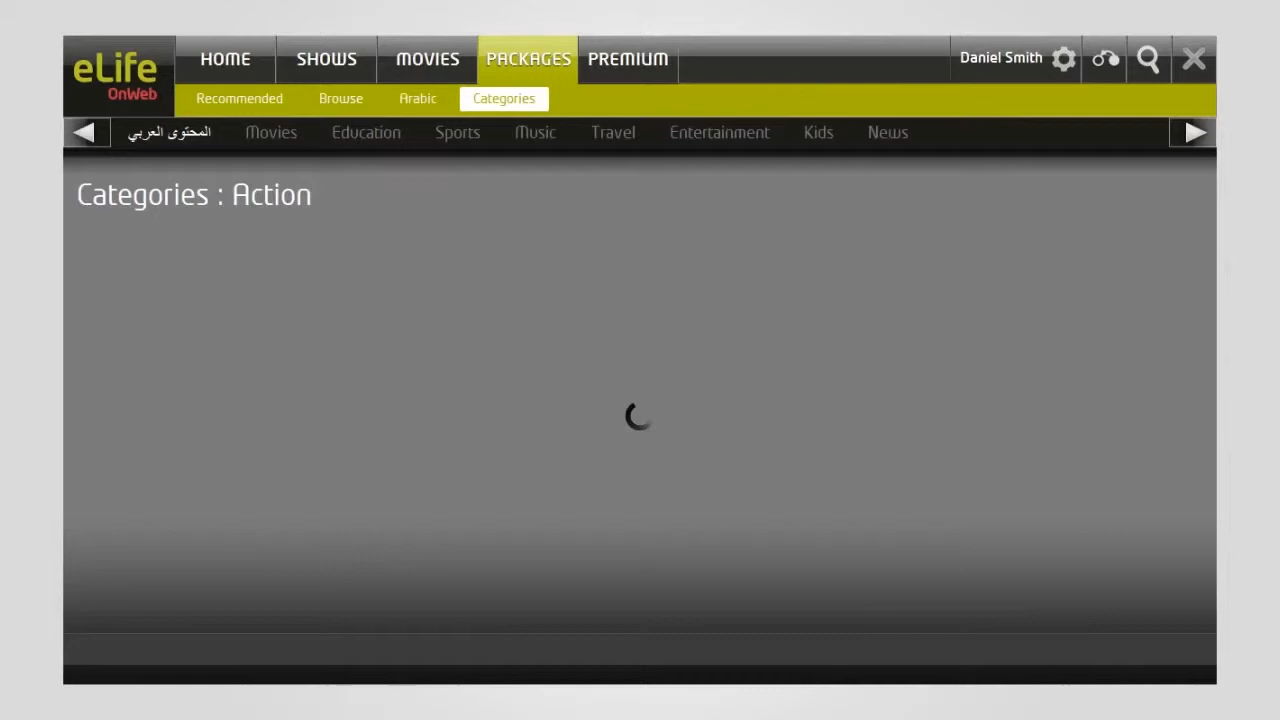 eLife
OnWeb
HOME SHOWS MOVIES PACKAGES PREMIUM Daniel Smith
Recommended Browse Arabic Categories
المحتوى العربي Movies Education Sports Music Travel Entertainment Kids News
Categories : Action